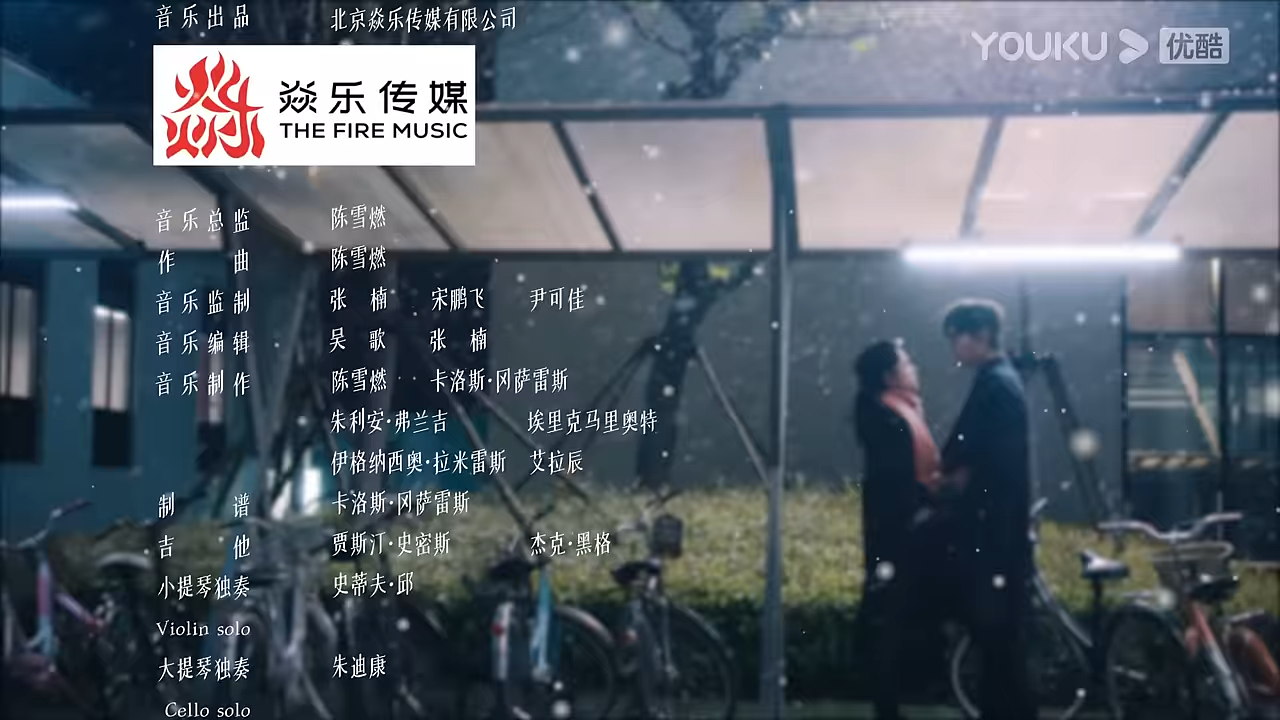 音乐出品 北京焱乐传媒有限公司
YOUKU 优酷
焱乐传媒
THE FIRE MUSIC
音乐总监 陈雪燃
作曲 陈雪燃
音乐监制 张楠 宋鹏飞 尹可佳
音乐编辑 吴歌 张楠
音乐制作 陈雪燃 卡洛斯·冈萨雷斯
朱利安·弗兰吉 埃里克马里奥特
伊格纳西奥·拉米雷斯 艾拉辰
制谱 卡洛斯·冈萨雷斯
吉他 贾斯汀·史密斯 杰克·黑格
小提琴独奏 史蒂夫·邱
Violin solo
大提琴独奏 朱迪康
Cello solo